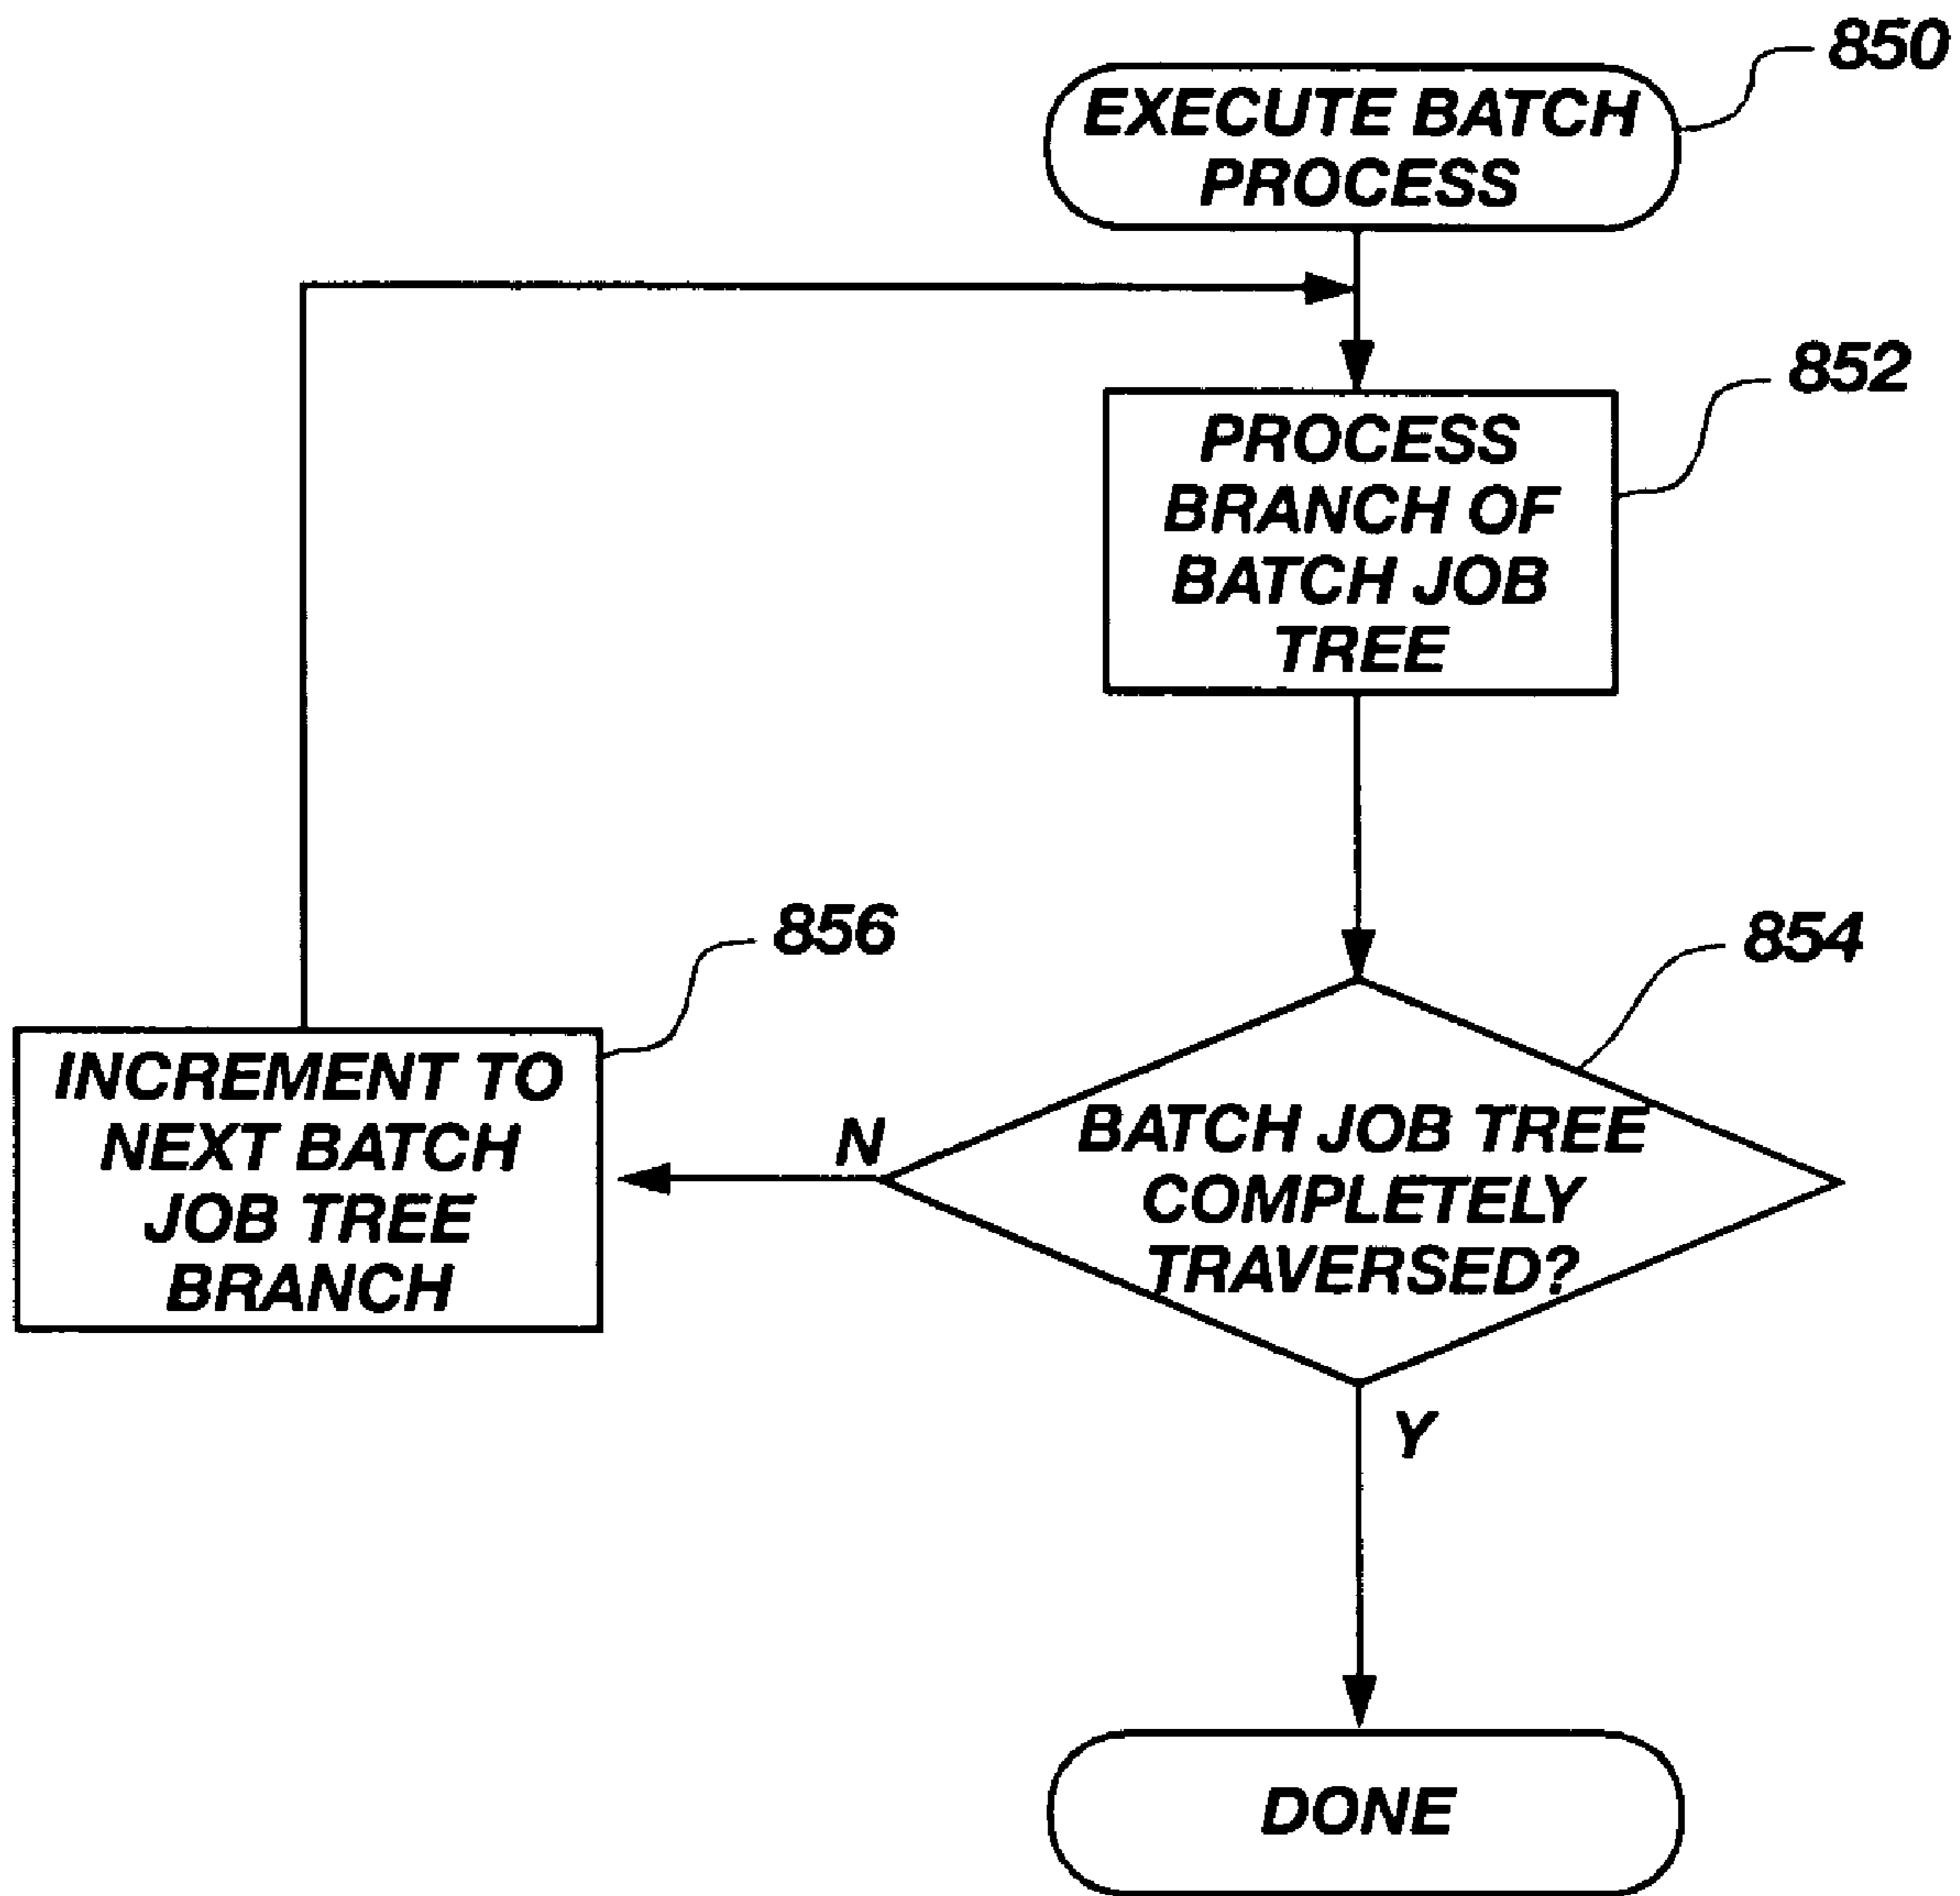 850
EXECUTE BATCH
PROCESS
852
PROCESS
BRANCH OF
BATCH JOB
TREE
856
854
INCREMENT TO
NEXT BATCH
JOB TREE
BRANCH
N
BATCH JOB TREE
COMPLETELY
TRAVERSED?
Y
DONE